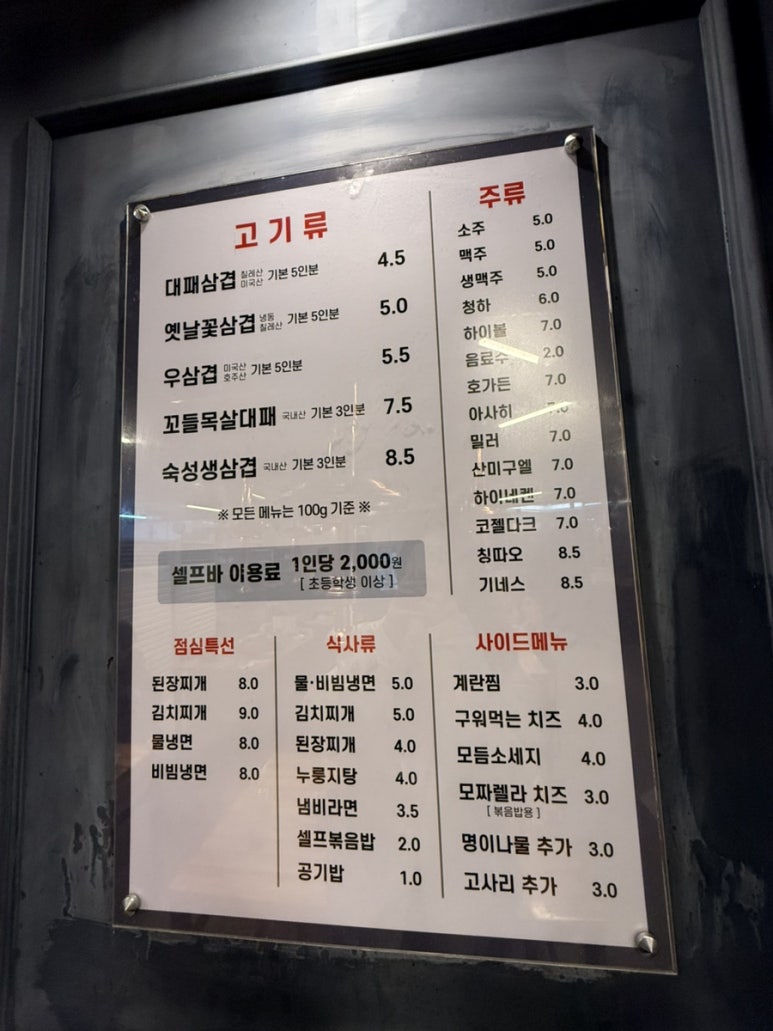 고기류
대패삼겹 칠레산 미국산 기본 5인분 4.5
옛날꽃삼겹 냉동 칠레산 기본 5인분 5.0
우삼겹 미국산 호주산 기본 5인분 5.5
꼬들목살대패 국내산 기본 3인분 7.5
숙성생삼겹 국내산 기본 3인분 8.5
※ 모든 메뉴는 100g 기준 ※
셀프바 이용료 1인당 2,000원
[ 초등학생 이상 ]
주류
소주 5.0
맥주 5.0
생맥주 5.0
청하 6.0
하이볼 7.0
음료수 2.0
호가든 7.0
아사히 7.0
밀러 7.0
산미구엘 7.0
하이네켄 7.0
코젤다크 7.0
칭따오 8.5
기네스 8.5
점심특선
된장찌개 8.0
김치찌개 9.0
물냉면 8.0
비빔냉면 8.0
식사류
물·비빔냉면 5.0
김치찌개 5.0
된장찌개 4.0
누룽지탕 4.0
냄비라면 3.5
셀프볶음밥 2.0
공기밥 1.0
사이드메뉴
계란찜 3.0
구워먹는 치즈 4.0
모듬소세지 4.0
모짜렐라 치즈 3.0
[ 볶음밥용 ]
명이나물 추가 3.0
고사리 추가 3.0